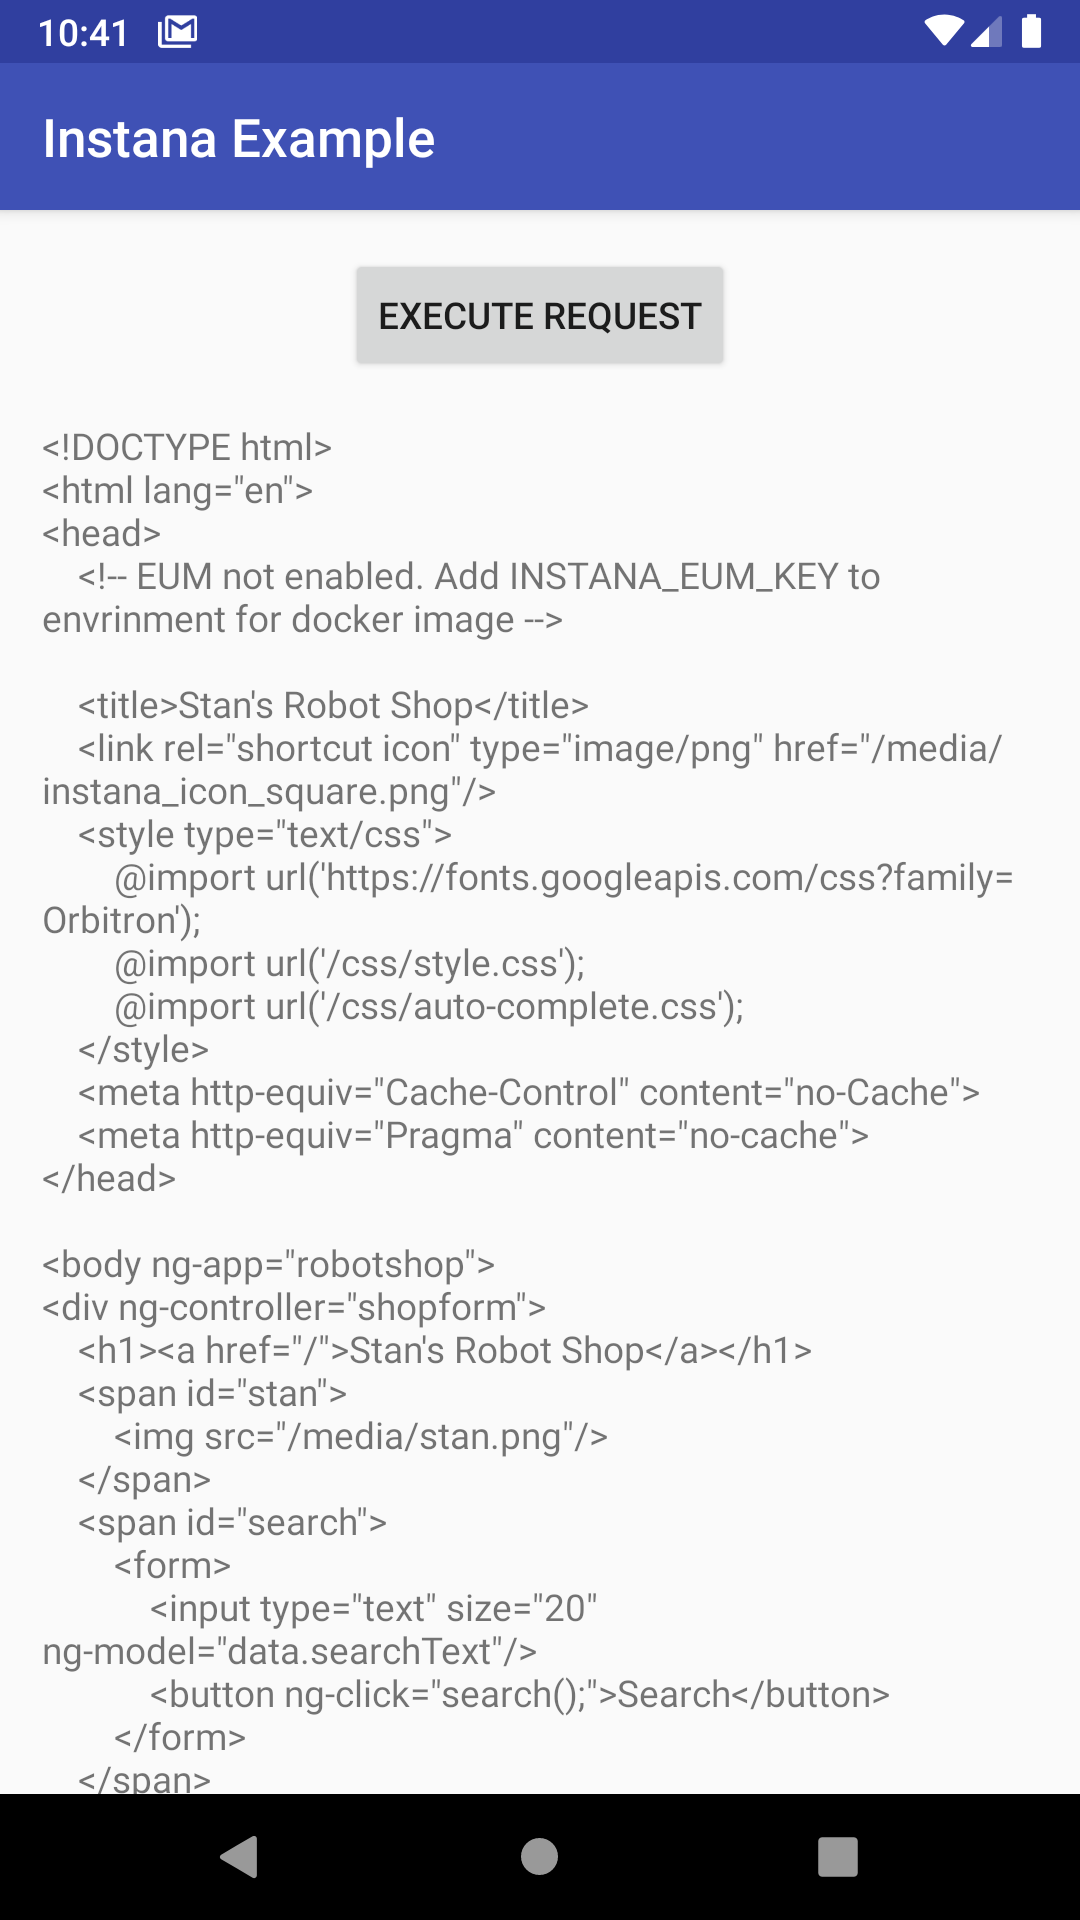 10:41
Instana Example
EXECUTE REQUEST
<!DOCTYPE html>
<html lang="en">
<head>
    <!-- EUM not enabled. Add INSTANA_EUM_KEY to
envrinment for docker image -->

    <title>Stan's Robot Shop</title>
    <link rel="shortcut icon" type="image/png" href="/media/
instana_icon_square.png"/>
    <style type="text/css">
        @import url('https://fonts.googleapis.com/css?family=
Orbitron');
        @import url('/css/style.css');
        @import url('/css/auto-complete.css');
    </style>
    <meta http-equiv="Cache-Control" content="no-Cache">
    <meta http-equiv="Pragma" content="no-cache">
</head>

<body ng-app="robotshop">
<div ng-controller="shopform">
    <h1><a href="/">Stan's Robot Shop</a></h1>
    <span id="stan">
        <img src="/media/stan.png"/>
    </span>
    <span id="search">
        <form>
            <input type="text" size="20"
ng-model="data.searchText"/>
            <button ng-click="search();">Search</button>
        </form>
    </span>